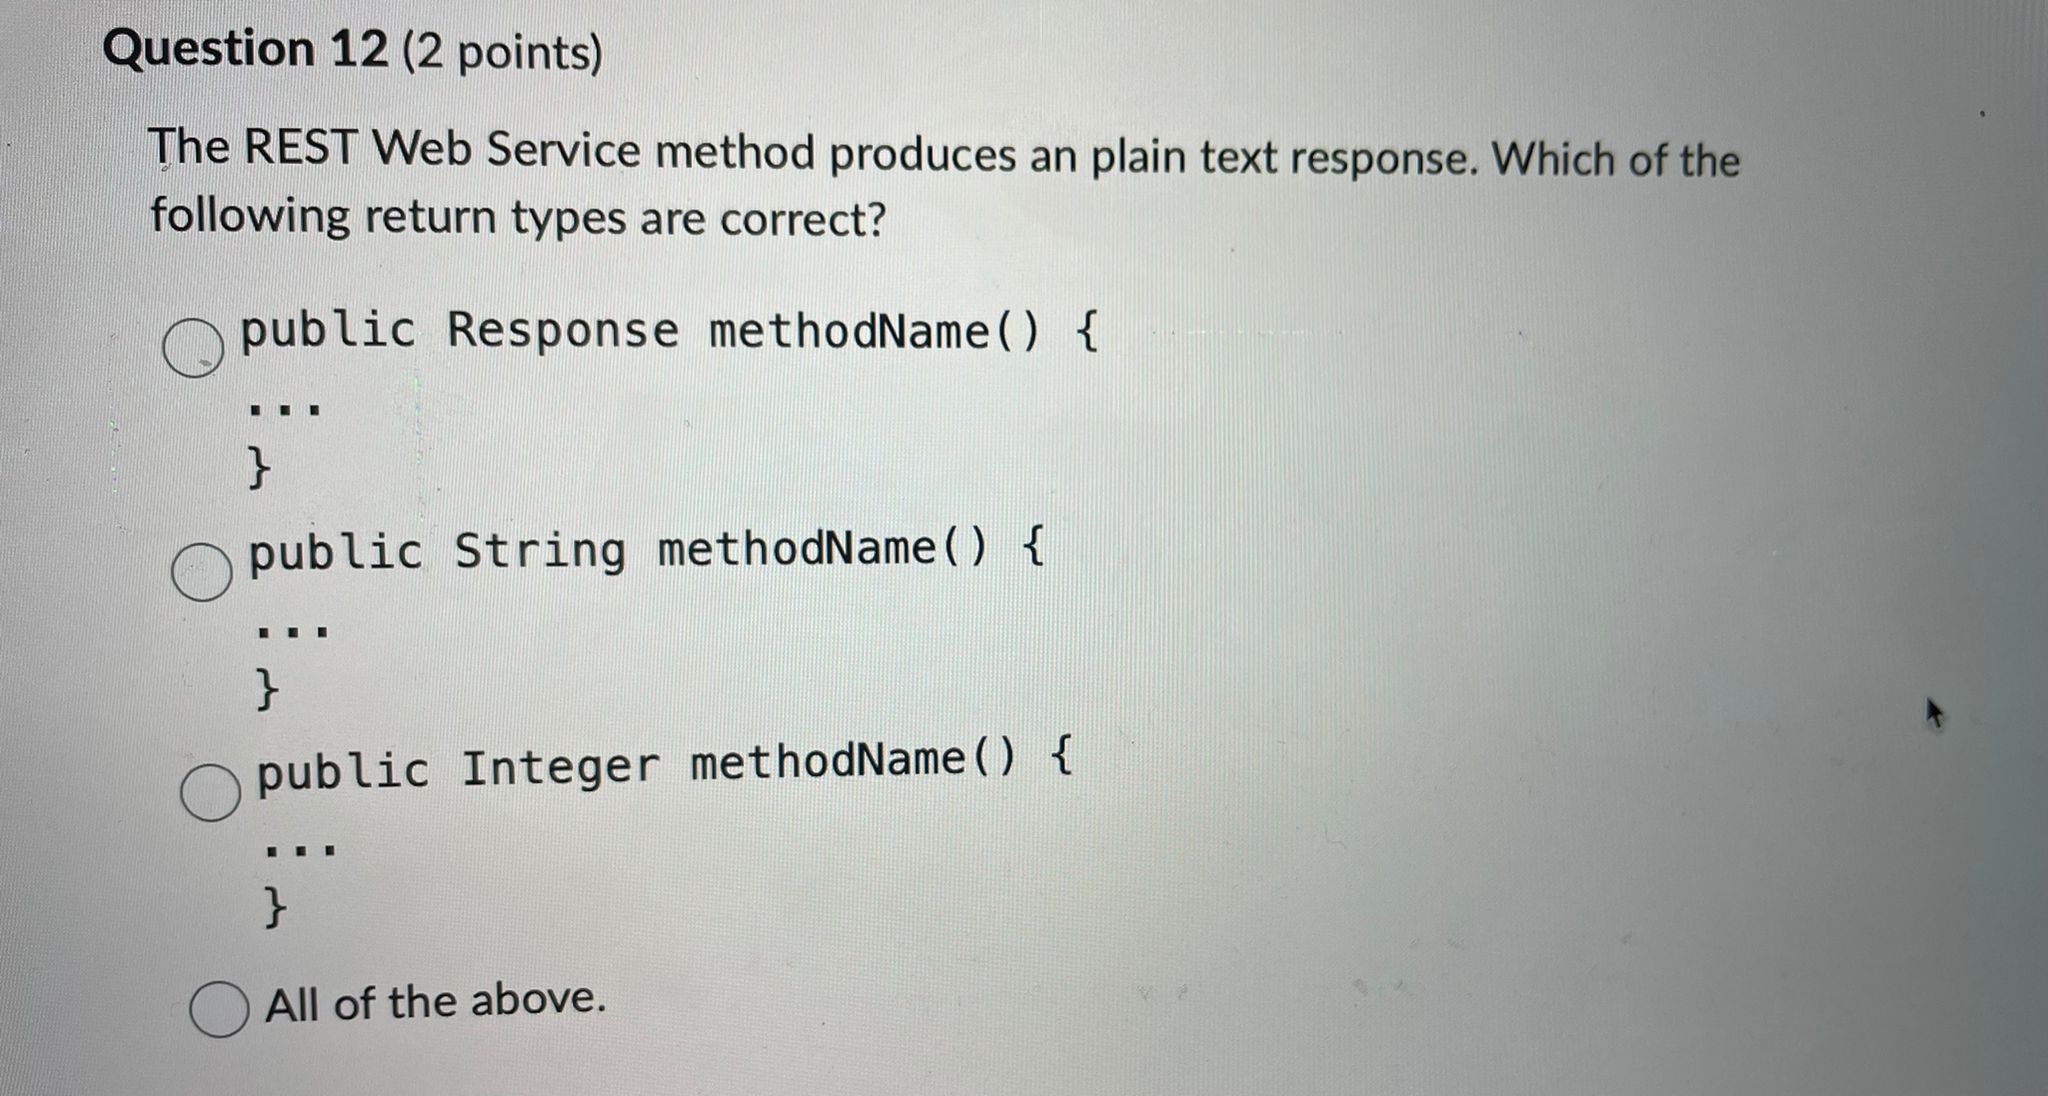 Question 12 (2 points)
The REST Web Service method produces an plain text response. Which of the
following return types are correct?
public Response methodName() {
...
}
public String methodName() {
...
}
public Integer methodName() {
...
}
All of the above.